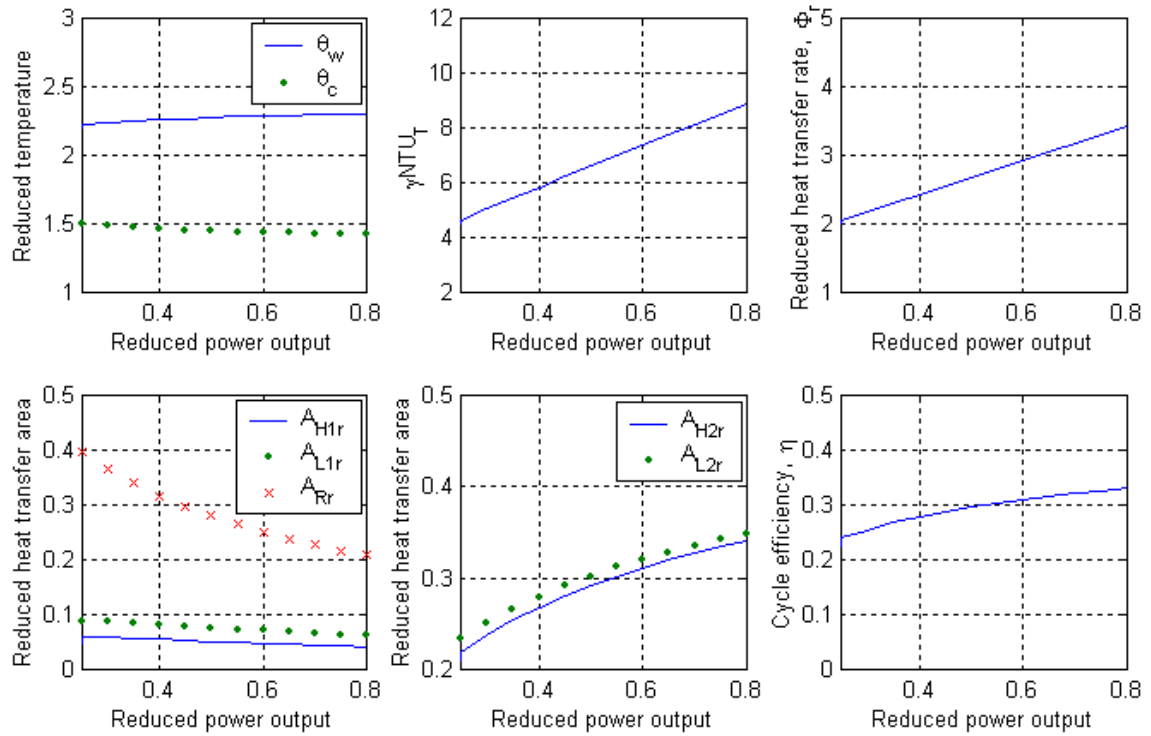 3
2.5
2
1.5
1
0.4
0.6
0.8
Reduced temperature
Reduced power output
θw
θc
12
10
8
6
4
2
0.4
0.6
0.8
γNTU_T
Reduced power output
5
4
3
2
1
0.4
0.6
0.8
Reduced heat transfer rate, Φr
Reduced power output
0.5
0.4
0.3
0.2
0.1
0
0.4
0.6
0.8
Reduced heat transfer area
Reduced power output
A_H1r
A_L1r
A_Rr
0.5
0.4
0.3
0.2
0.4
0.6
0.8
Reduced heat transfer area
Reduced power output
A_H2r
A_L2r
0.5
0.4
0.3
0.2
0.1
0
0.4
0.6
0.8
Cycle efficiency, η
Reduced power output